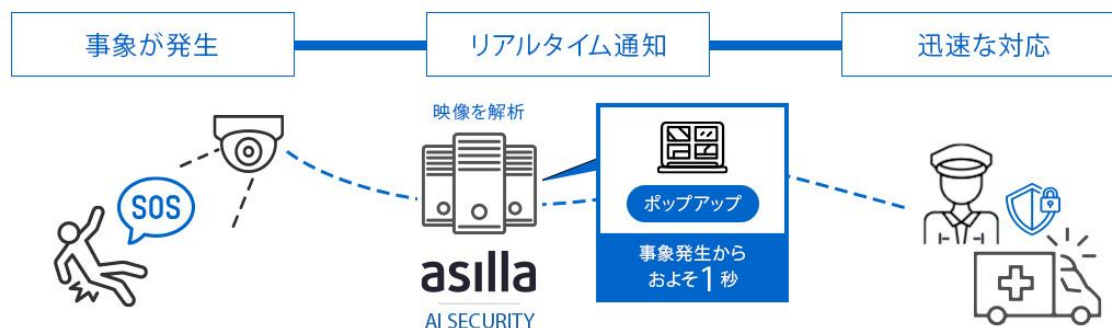 事象が発生
リアルタイム通知
迅速な対応
映像を解析
SOS
ポップアップ
事象発生から
およそ1秒
asilla
AI SECURITY